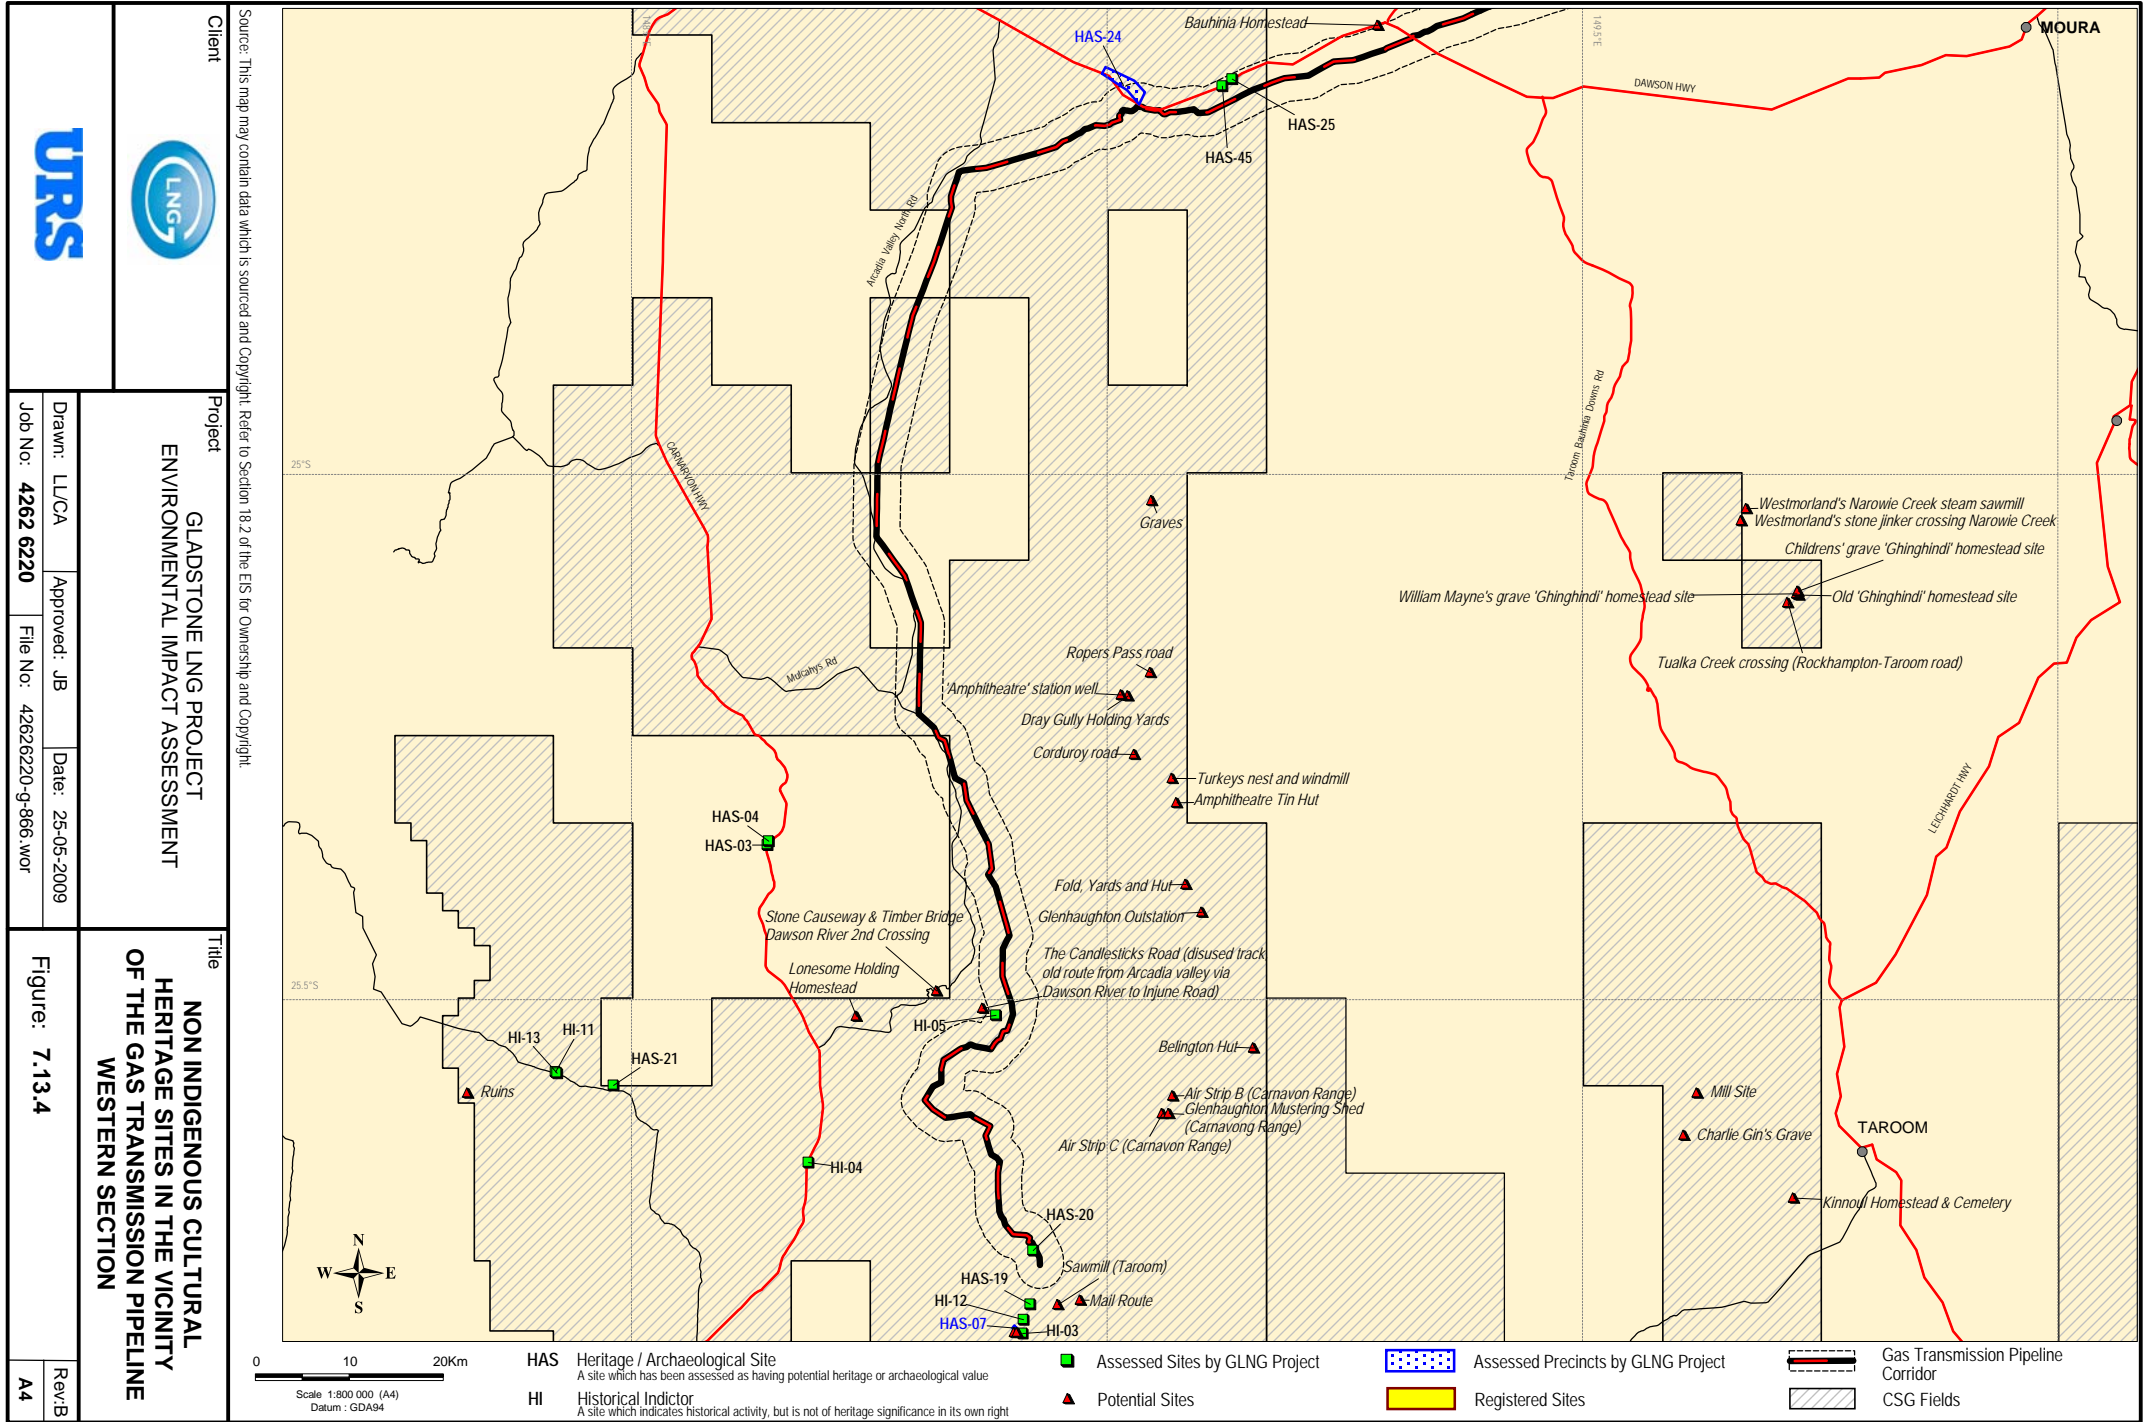 Client
LNG
URS
Project
GLADSTONE LNG PROJECT
ENVIRONMENTAL IMPACT ASSESSMENT
Drawn: LL/CA
Approved: JB
Date: 25-05-2009
Job No: 4262 6220
File No: 42626220-g-866.wor
Title
NON INDIGENOUS CULTURAL
HERITAGE SITES IN THE VICINITY
OF THE GAS TRANSMISSION PIPELINE
WESTERN SECTION
Figure: 7.13.4
Rev:B
A4
Source: This map may contain data which is sourced and Copyright. Refer to Section 18.2 of the EIS for Ownership and Copyright.
149.5°E
Bauhinia Homestead
MOURA
HAS-24
DAWSON HWY
HAS-25
HAS-45
Arcadia Valley North Rd
Taroom Bauhinia Downs Rd
CARNARVON HWY
25°S
Graves
Westmorland's Narowie Creek steam sawmill
Westmorland's stone jinker crossing Narowie Creek
Childrens' grave 'Ghinghindi' homestead site
William Mayne's grave 'Ghinghindi' homestead site
Old 'Ghinghindi' homestead site
Tualka Creek crossing (Rockhampton-Taroom road)
Ropers Pass road
Mulcahys Rd
'Amphitheatre' station well
Dray Gully Holding Yards
Corduroy road
Turkeys nest and windmill
Amphitheatre Tin Hut
LEICHHARDT HWY
HAS-04
HAS-03
Fold, Yards and Hut
Glenhaughton Outstation
Stone Causeway & Timber Bridge
Dawson River 2nd Crossing
The Candlesticks Road (disused track
old route from Arcadia valley via
Dawson River to Injune Road)
Lonesome Holding
Homestead
25.5°S
HI-05
HI-13
HI-11
HAS-21
Ruins
Belington Hut
Air Strip B (Carnavon Range)
Glenhaughton Mustering Shed
(Carnavong Range)
Air Strip C (Carnavon Range)
Mill Site
Charlie Gin's Grave
TAROOM
HI-04
Kinnoul Homestead & Cemetery
HAS-20
N
W
E
S
Sawmill (Taroom)
HAS-19
HI-12
Mail Route
HAS-07
HI-03
0 10 20Km
Scale 1:800 000 (A4)
Datum : GDA94
HAS Heritage / Archaeological Site
A site which has been assessed as having potential heritage or archaeological value
HI Historical Indictor
A site which indicates historical activity, but is not of heritage significance in its own right
Assessed Sites by GLNG Project
Potential Sites
Assessed Precincts by GLNG Project
Registered Sites
Gas Transmission Pipeline
Corridor
CSG Fields